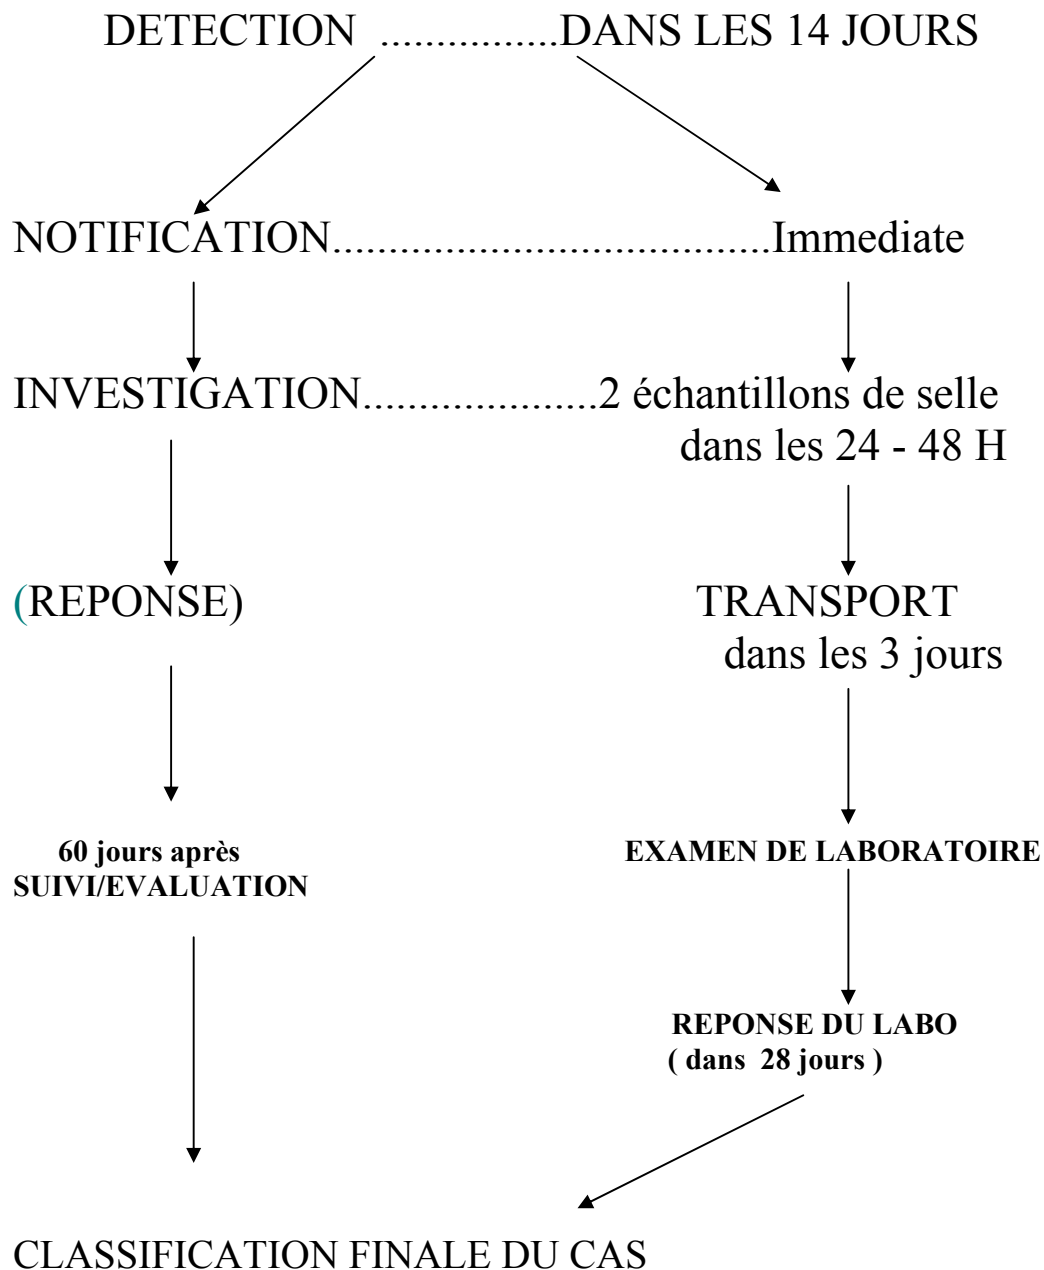 DETECTION ................DANS LES 14 JOURS
NOTIFICATION......................................Immediate
INVESTIGATION....................2 échantillons de selle
dans les 24 - 48 H
(REPONSE) TRANSPORT
dans les 3 jours
60 jours après EXAMEN DE LABORATOIRE
SUIVI/EVALUATION
REPONSE DU LABO
( dans 28 jours )
CLASSIFICATION FINALE DU CAS